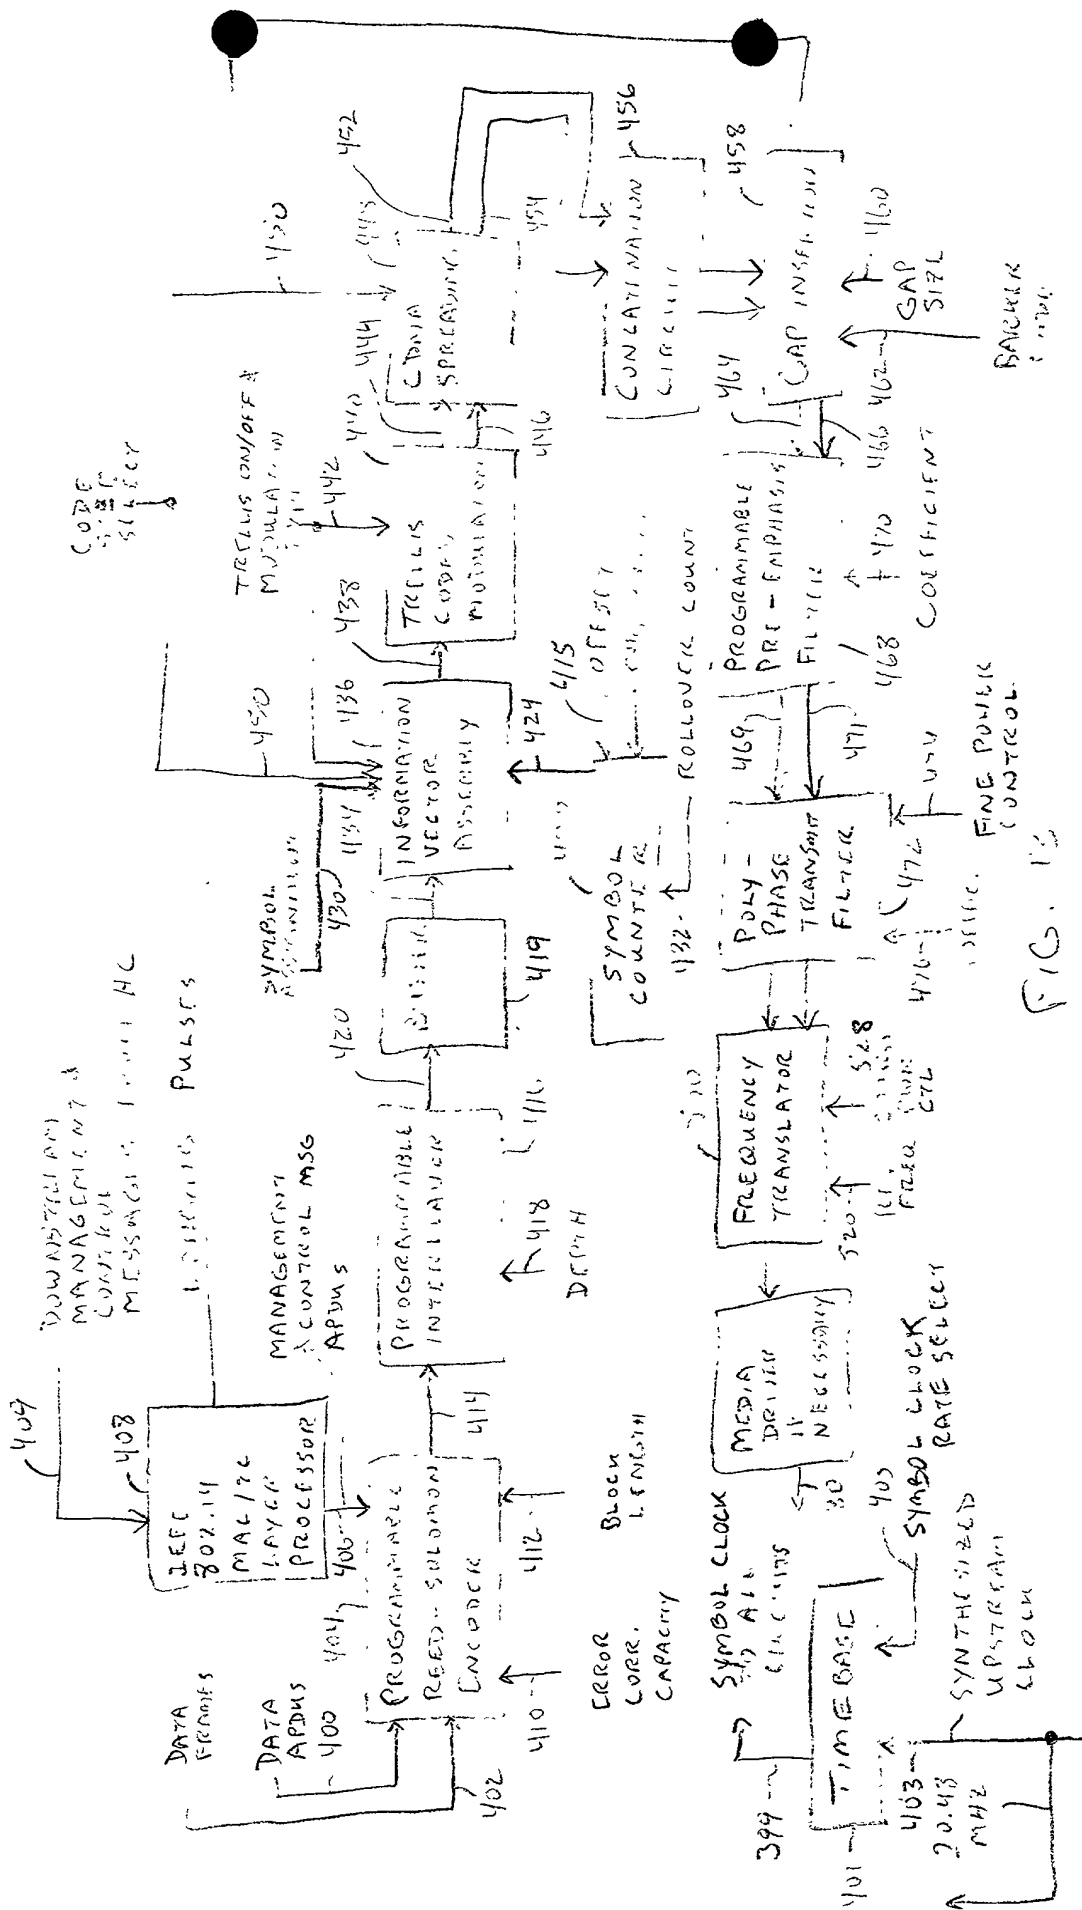 409
408
IEEE
802.14
MAC/TC
LAYER
PROCESSOR
DOWNSTREAM
MANAGEMENT &
CONTROL
PULSES
MANAGEMENT
& CONTROL MSG
APDUS
DATA
FRAMES
DATA
APDUS
400
402
404
406
PROGRAMMABLE
REED-SOLOMON
ENCODER
410
412
ERROR
CORR.
CAPACITY
BLOCK
LENGTH
414
PROGRAMMABLE
INTERLEAVER
416
418
DEPTH
420
419
SYMBOL
430
434
436
450
INFORMATION
VECTOR
ASSEMBLY
424
415
OFFSET
SYMBOL
COUNTER
432
ROLLOVER COUNT
438
CODE
SELECT
TRELLIS ON/OFF &
MODULATION
442
TRELLIS
CODED
MODULATION
440
444
446
450
452
CDMA
SPREADING
454
456
CONCATENATION
CIRCUIT
458
464
GAP INSERTION
460
GAP
SIZE
462
BARKER
466
PROGRAMMABLE
PRE-EMPHASIS
FILTER
468
470
COEFFICIENT
469
471
POLY-
PHASE
TRANSMIT
FILTER
472
476
FINE POWER
CONTROL
FREQUENCY
TRANSLATOR
520
528
FREQ
CTL
MEDIA
DRIVER
IF
NECESSARY
30
SYMBOL CLOCK
TO ALL
CIRCUITS
399
TIMEBASE
401
403
20.48
MHZ
405
SYMBOL CLOCK
RATE SELECT
SYNTHESIZED
UPSTREAM
CLOCK
FIG.